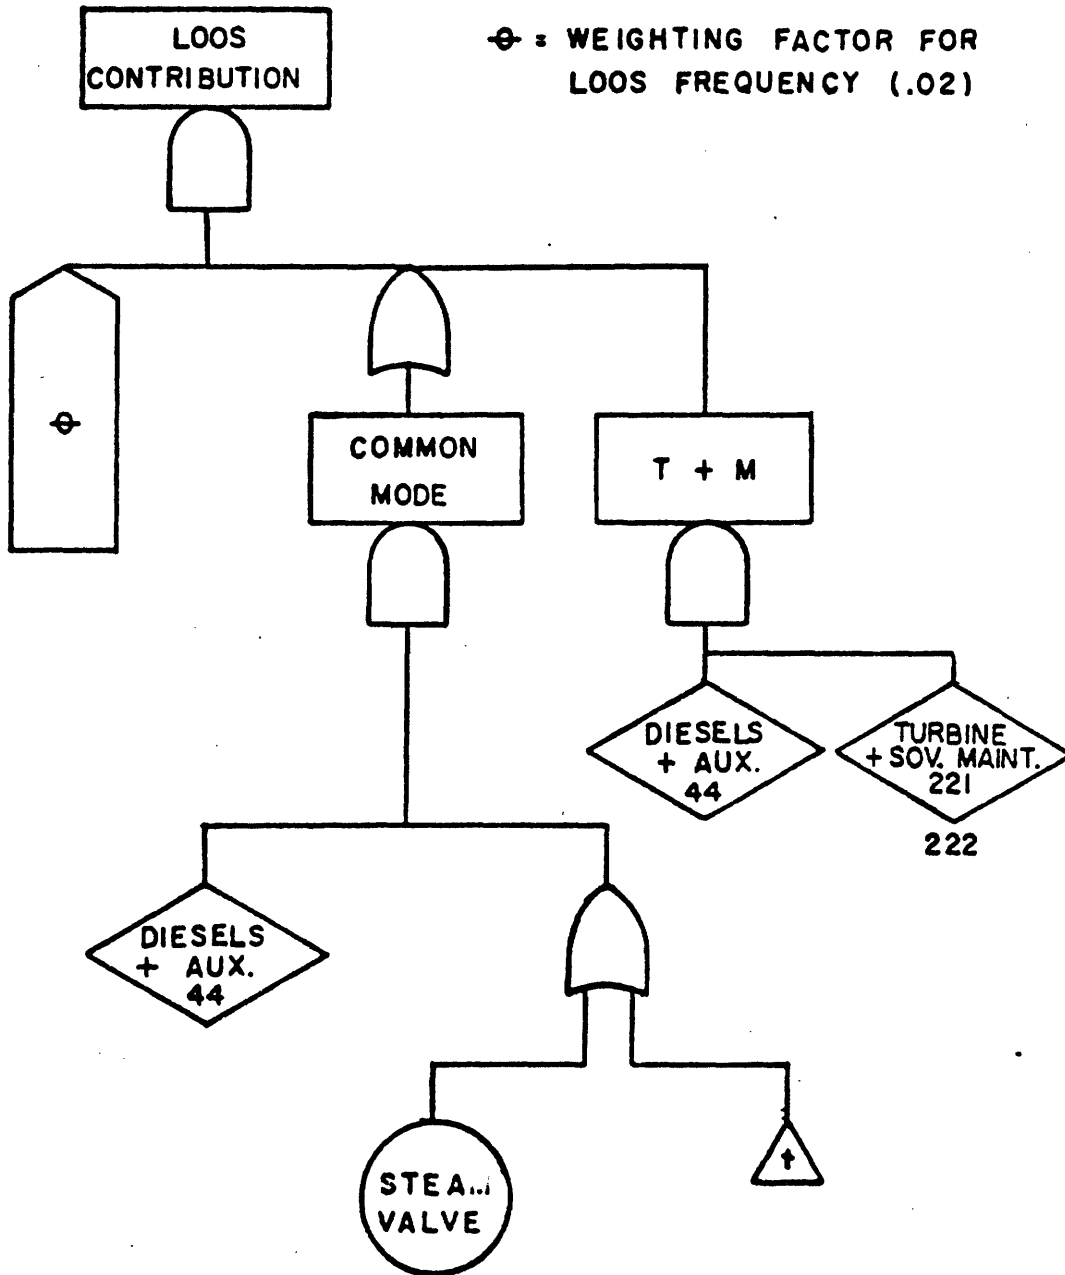 LOOS
CONTRIBUTION
ϴ = WEIGHTING FACTOR FOR
LOOS FREQUENCY (.02)
ϴ
COMMON
MODE
T + M
DIESELS
+ AUX.
44
TURBINE
+ SOV. MAINT.
221
222
DIESELS
+ AUX.
44
STEAM
VALVE
t